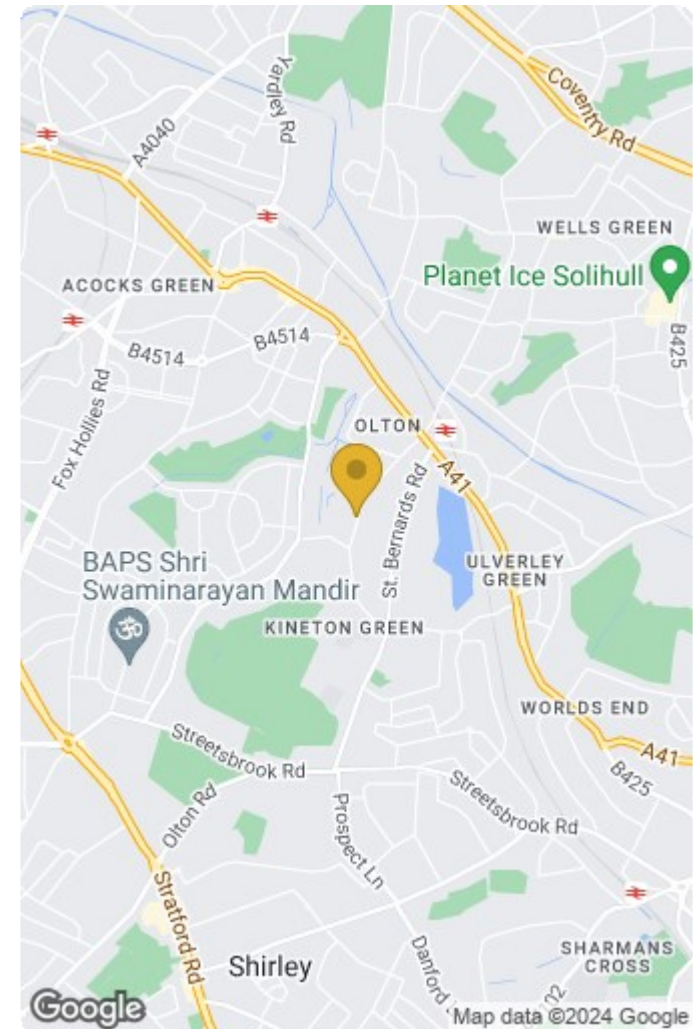 Yardley Rd
Coventry Rd
A4040
WELLS GREEN
Planet Ice Solihull
ACOCKS GREEN
B4514
B4514
B425
Fox Hollies Rd
OLTON
A41
St. Bernards Rd
BAPS Shri
Swaminarayan Mandir
ॐ
ULVERLEY
GREEN
KINETON GREEN
WORLDS END
A41
B425
Streetsbrook Rd
Streetsbrook Rd
Olton Rd
Prospect Ln
Stratford Rd
Shirley
Danford
SHARMANS
CROSS
Google
Map data ©2024 Google